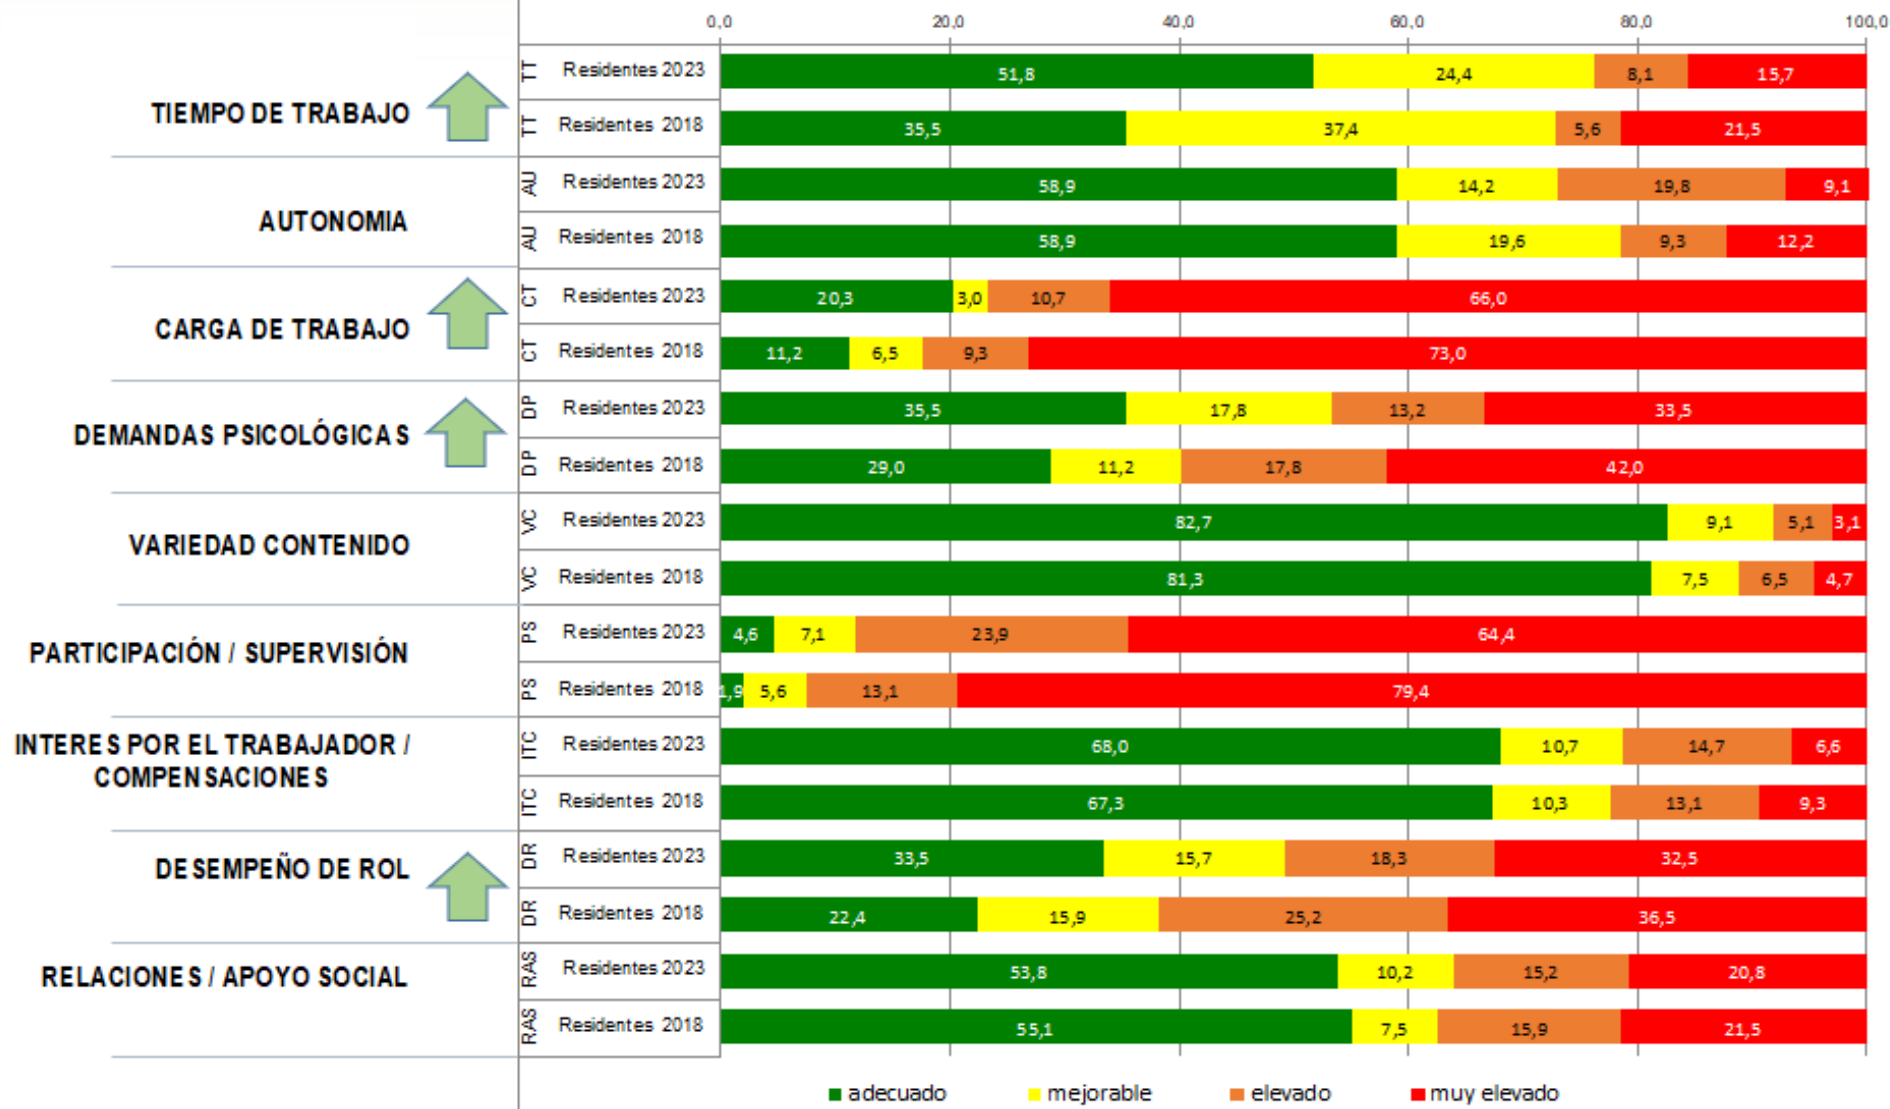 0,0 20,0 40,0 60,0 80,0 100,0
TIEMPO DE TRABAJO
TT Residentes 2023 51,8 24,4 8,1 15,7
TT Residentes 2018 35,5 37,4 5,6 21,5
AUTONOMIA
AU Residentes 2023 58,9 14,2 19,8 9,1
AU Residentes 2018 58,9 19,6 9,3 12,2
CARGA DE TRABAJO
CT Residentes 2023 20,3 3,0 10,7 66,0
CT Residentes 2018 11,2 6,5 9,3 73,0
DEMANDAS PSICOLÓGICAS
DP Residentes 2023 35,5 17,8 13,2 33,5
DP Residentes 2018 29,0 11,2 17,8 42,0
VARIEDAD CONTENIDO
VC Residentes 2023 82,7 9,1 5,1 3,1
VC Residentes 2018 81,3 7,5 6,5 4,7
PARTICIPACIÓN / SUPERVISIÓN
PS Residentes 2023 4,6 7,1 23,9 64,4
PS Residentes 2018 1,9 5,6 13,1 79,4
INTERES POR EL TRABAJADOR /
COMPENSACIONES
ITC Residentes 2023 68,0 10,7 14,7 6,6
ITC Residentes 2018 67,3 10,3 13,1 9,3
DESEMPEÑO DE ROL
DR Residentes 2023 33,5 15,7 18,3 32,5
DR Residentes 2018 22,4 15,9 25,2 36,5
RELACIONES / APOYO SOCIAL
RAS Residentes 2023 53,8 10,2 15,2 20,8
RAS Residentes 2018 55,1 7,5 15,9 21,5
adecuado mejorable elevado muy elevado